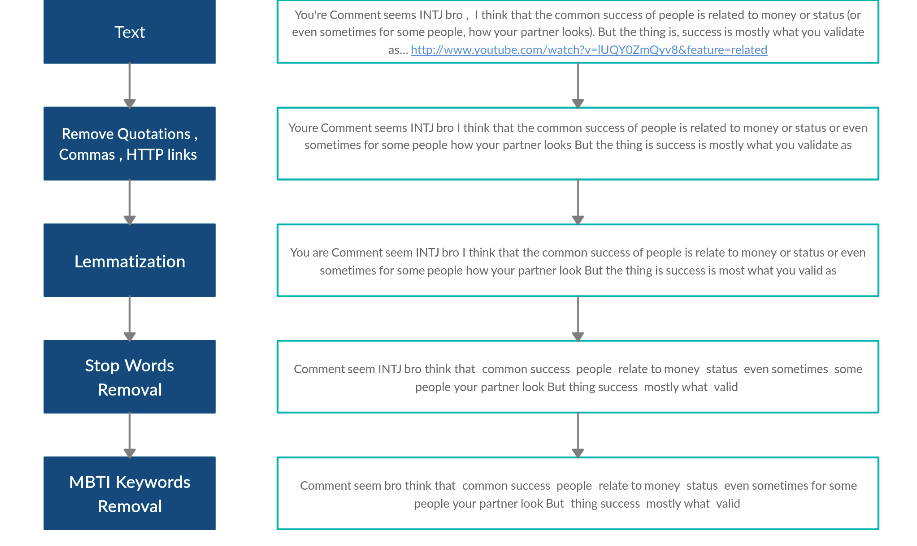 Text
You're Comment seems INTJ bro , I think that the common success of people is related to money or status (or
even sometimes for some people, how your partner looks). But the thing is, success is mostly what you validate
as... http://www.youtube.com/watch?v=lUQY0ZmQyv8&feature=related
Remove Quotations ,
Commas , HTTP links
Youre Comment seems INTJ bro I think that the common success of people is related to money or status or even
sometimes for some people how your partner looks But the thing is success is mostly what you validate as
Lemmatization
You are Comment seem INTJ bro I think that the common success of people is relate to money or status or even
sometimes for some people how your partner look But the thing is success is most what you valid as
Stop Words
Removal
Comment seem INTJ bro think that common success people relate to money status even sometimes some
people your partner look But thing success mostly what valid
MBTI Keywords
Removal
Comment seem bro think that common success people relate to money status even sometimes for some
people your partner look But thing success mostly what valid